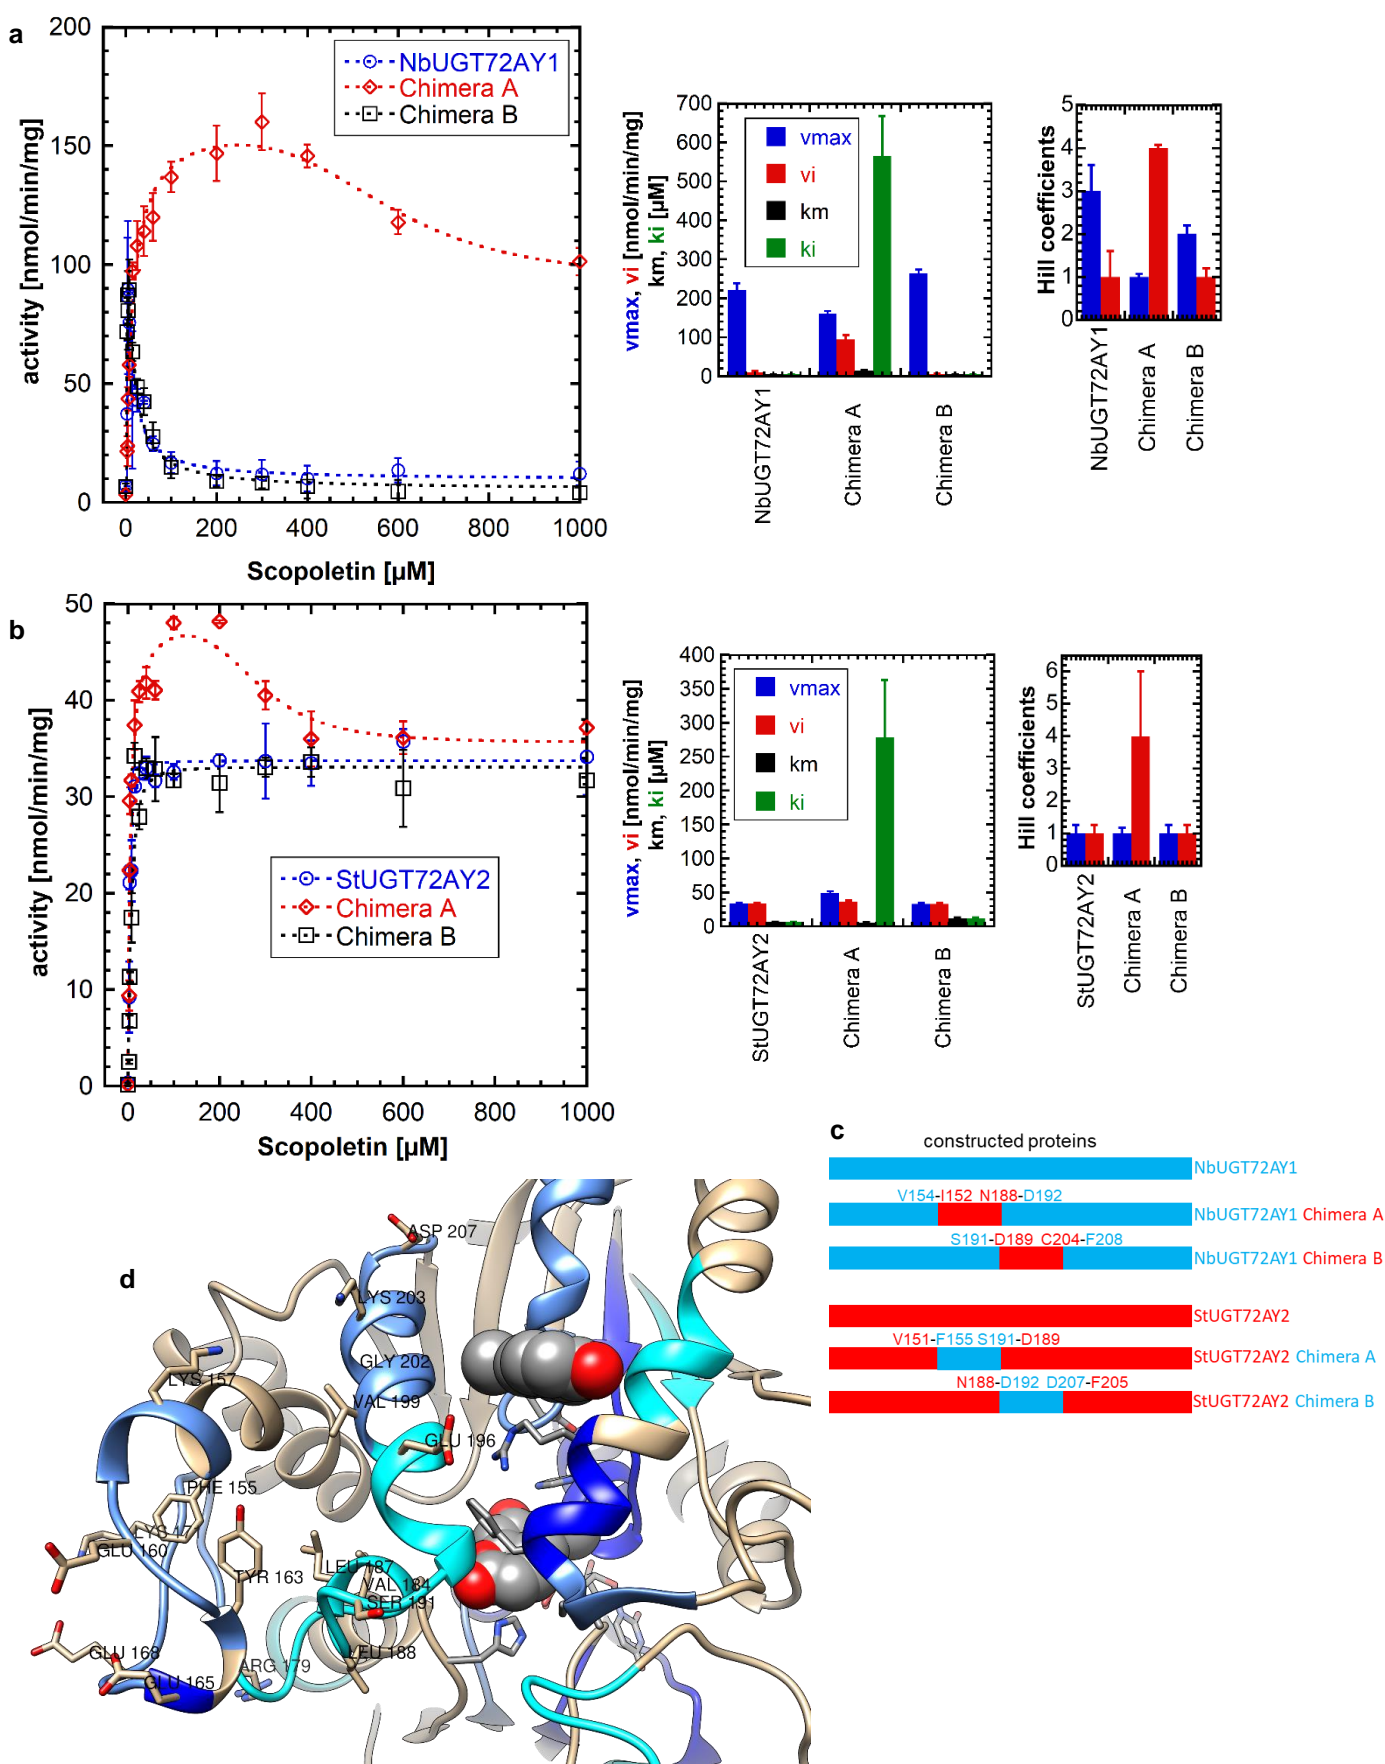 a
200
150
100
50
0
activity [nmol/min/mg]
NbUGT72AY1
Chimera A
Chimera B
0 200 400 600 800 1000
Scopoletin [µM]
700
600
500
400
300
200
100
0
vmax, vi [nmol/min/mg]
km, ki [µM]
vmax
vi
km
ki
NbUGT72AY1
Chimera A
Chimera B
5
4
3
2
1
0
Hill coefficients
NbUGT72AY1
Chimera A
Chimera B
b
50
40
30
20
10
0
activity [nmol/min/mg]
StUGT72AY2
Chimera A
Chimera B
0 200 400 600 800 1000
Scopoletin [µM]
400
350
300
250
200
150
100
50
0
vmax, vi [nmol/min/mg]
km, ki [µM]
vmax
vi
km
ki
StUGT72AY2
Chimera A
Chimera B
6
5
4
3
2
1
0
Hill coefficients
StUGT72AY2
Chimera A
Chimera B
c
constructed proteins
NbUGT72AY1
V154-I152 N188-D192
NbUGT72AY1 Chimera A
S191-D189 C204-F208
NbUGT72AY1 Chimera B
StUGT72AY2
V151-F155 S191-D189
StUGT72AY2 Chimera A
N188-D192 D207-F205
StUGT72AY2 Chimera B
d
ASP 207
LYS 203
GLY 202
LYS 157
VAL 199
GLU 196
PHE 155
LYS 17
GLU 160
TYR 163
LEU 187
VAL 184
SER 191
GLU 168
ARG 179
LEU 188
GLU 165